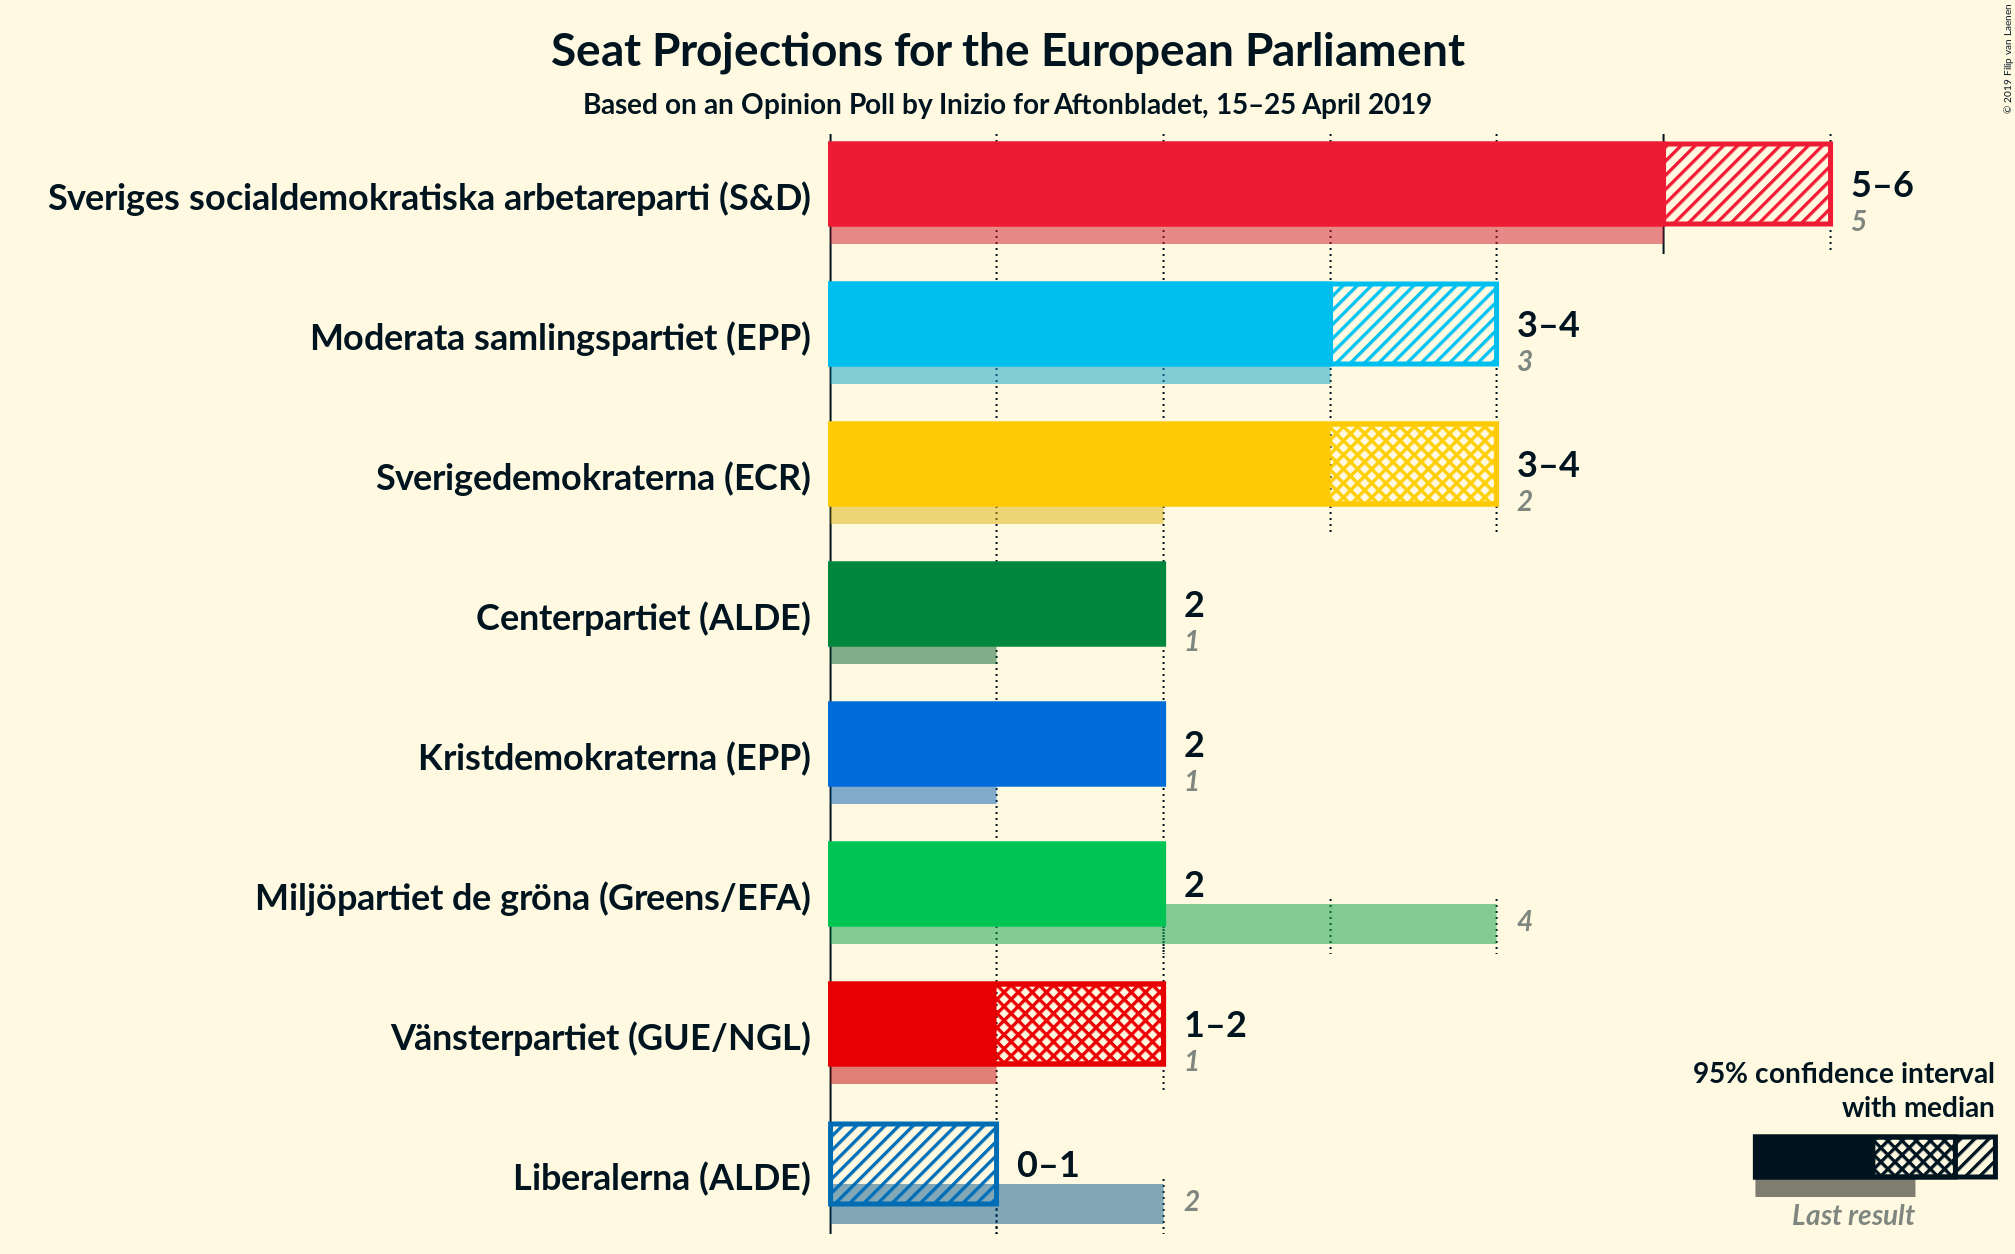 Seat Projections for the European Parliament
Based on an Opinion Poll by Inizio for Aftonbladet, 15–25 April 2019
© 2019 Filip van Laenen
Sveriges socialdemokratiska arbetareparti (S&D)
5–6
5
Moderata samlingspartiet (EPP)
3–4
3
Sverigedemokraterna (ECR)
3–4
2
Centerpartiet (ALDE)
2
1
Kristdemokraterna (EPP)
2
1
Miljöpartiet de gröna (Greens/EFA)
2
4
Vänsterpartiet (GUE/NGL)
1–2
1
Liberalerna (ALDE)
0–1
2
95% confidence interval
with median
Last result